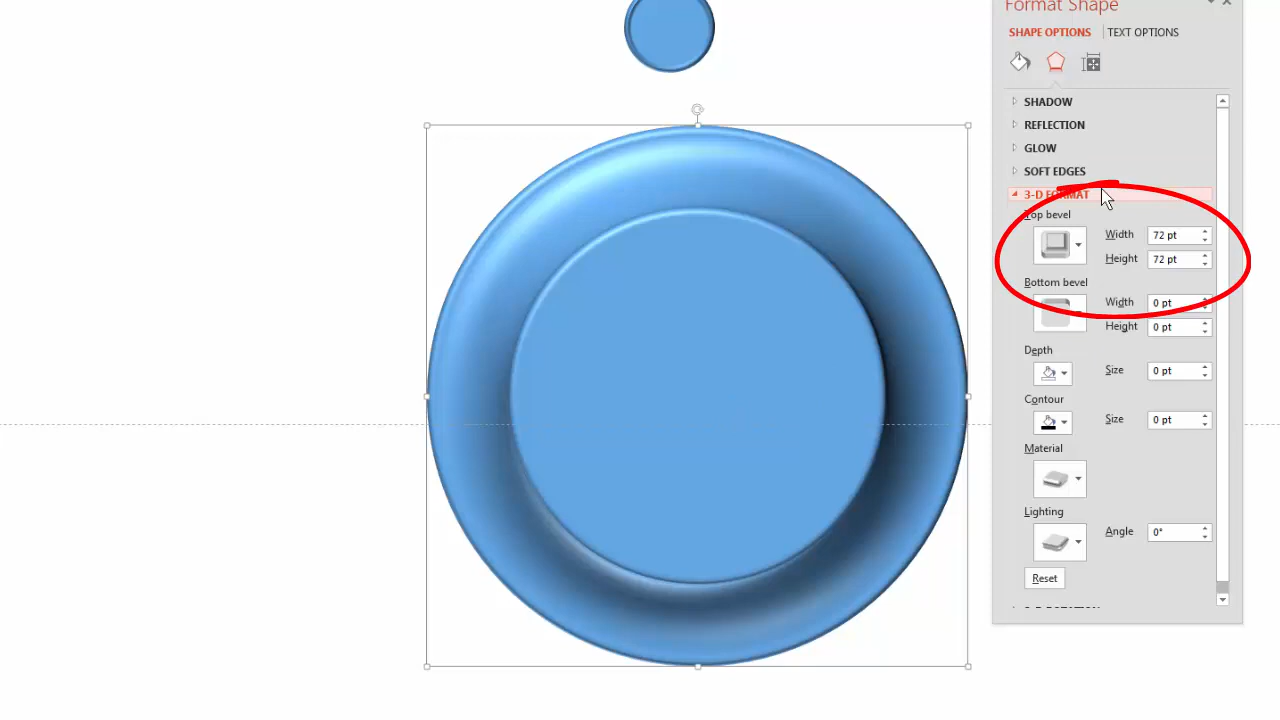 Format Shape
SHAPE OPTIONS TEXT OPTIONS
SHADOW
REFLECTION
GLOW
SOFT EDGES
3-D FORMAT
Top bevel
Width 72 pt
Height 72 pt
Bottom bevel
Width 0 pt
Height 0 pt
Depth
Size 0 pt
Contour
Size 0 pt
Material
Lighting
Angle 0°
Reset
3-D ROTATION